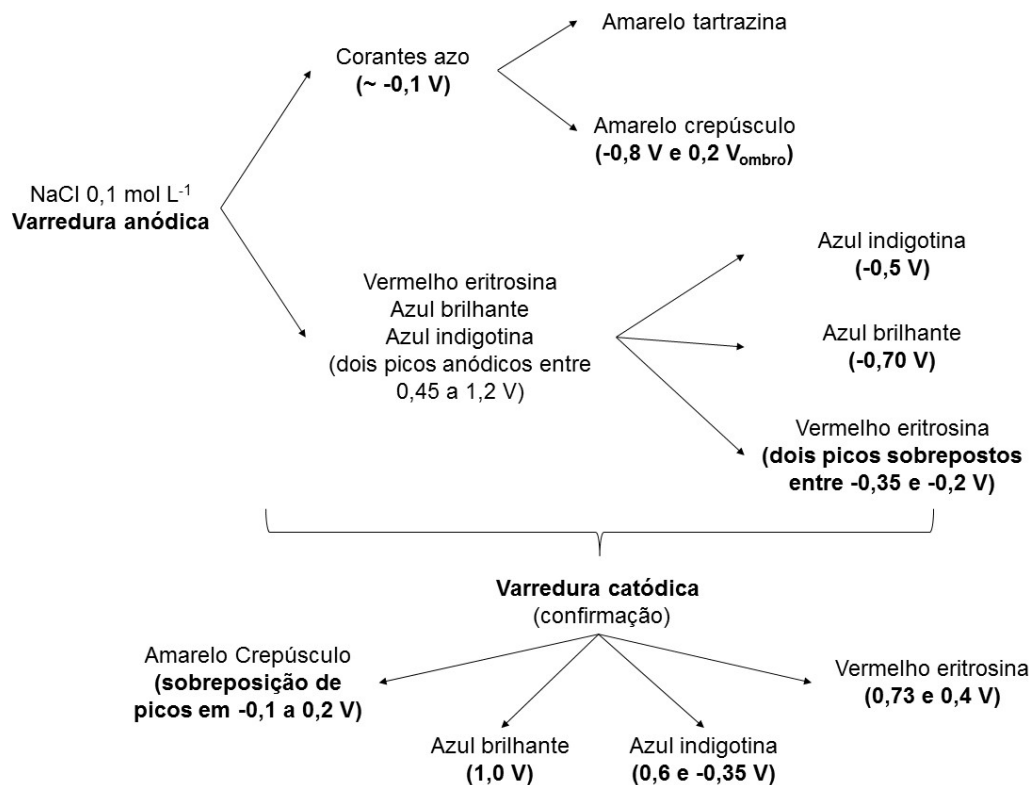 Amarelo tartrazina
Corantes azo
(~ -0,1 V)
Amarelo crepúsculo
(-0,8 V e 0,2 Vombro)
NaCl 0,1 mol L-1
Varredura anódica
Azul indigotina
(-0,5 V)
Vermelho eritrosina
Azul brilhante
Azul indigotina
(dois picos anódicos entre
0,45 a 1,2 V)
Azul brilhante
(-0,70 V)
Vermelho eritrosina
(dois picos sobrepostos
entre -0,35 e -0,2 V)
Varredura catódica
(confirmação)
Amarelo Crepúsculo
(sobreposição de
picos em -0,1 a 0,2 V)
Azul brilhante
(1,0 V)
Azul indigotina
(0,6 e -0,35 V)
Vermelho eritrosina
(0,73 e 0,4 V)